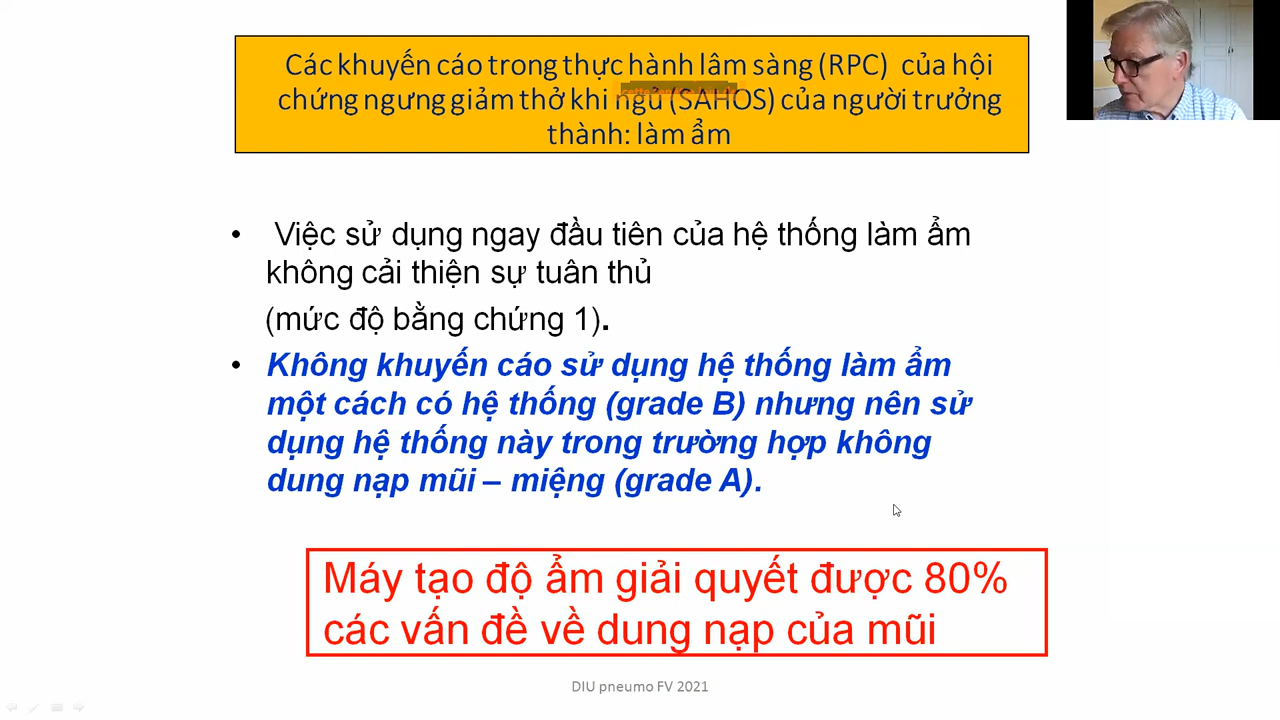 Các khuyến cáo trong thực hành lâm sàng (RPC) của hội
chứng ngưng giảm thở khi ngủ (SAHOS) của người trưởng
thành: làm ẩm
• Việc sử dụng ngay đầu tiên của hệ thống làm ẩm
không cải thiện sự tuân thủ
(mức độ bằng chứng 1).
• Không khuyến cáo sử dụng hệ thống làm ẩm
một cách có hệ thống (grade B) nhưng nên sử
dụng hệ thống này trong trường hợp không
dung nạp mũi – miệng (grade A).
Máy tạo độ ẩm giải quyết được 80%
các vấn đề về dung nạp của mũi
DIU pneumo FV 2021